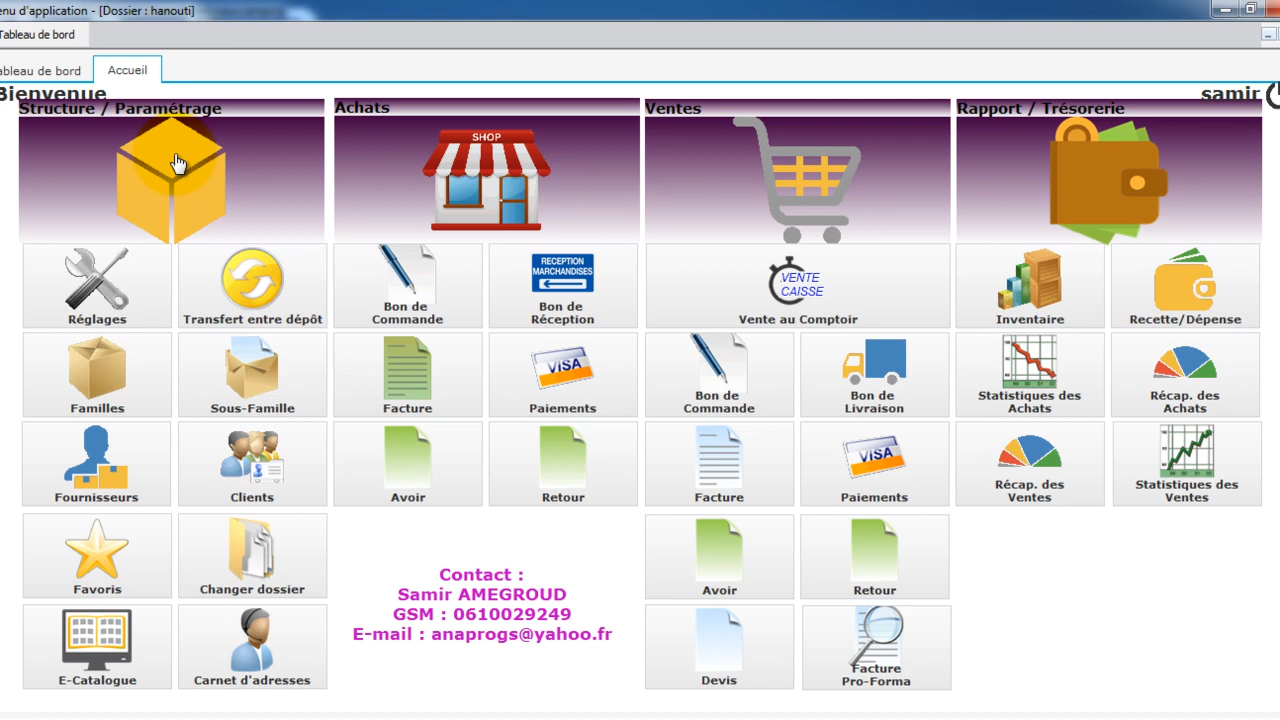 enu d'application - [Dossier : hanouti]
Tableau de bord
ableau de bord
Accueil
Bienvenue
samir
Structure / Paramétrage
Achats
Ventes
Rapport / Trésorerie
SHOP
Réglages
Transfert entre dépôt
Bon de
Commande
RECEPTION
MARCHANDISES
Bon de
Réception
VENTE
CAISSE
Vente au Comptoir
Inventaire
Recette/Dépense
Familles
Sous-Famille
Facture
VISA
Paiements
Bon de
Commande
Bon de
Livraison
Statistiques des
Achats
Récap. des
Achats
Fournisseurs
Clients
Avoir
Retour
Facture
VISA
Paiements
Récap. des
Ventes
Statistiques des
Ventes
Favoris
Changer dossier
Contact :
Samir AMEGROUD
GSM : 0610029249
E-mail : anaprogs@yahoo.fr
Avoir
Retour
E-Catalogue
Carnet d'adresses
Devis
Facture
Pro-Forma